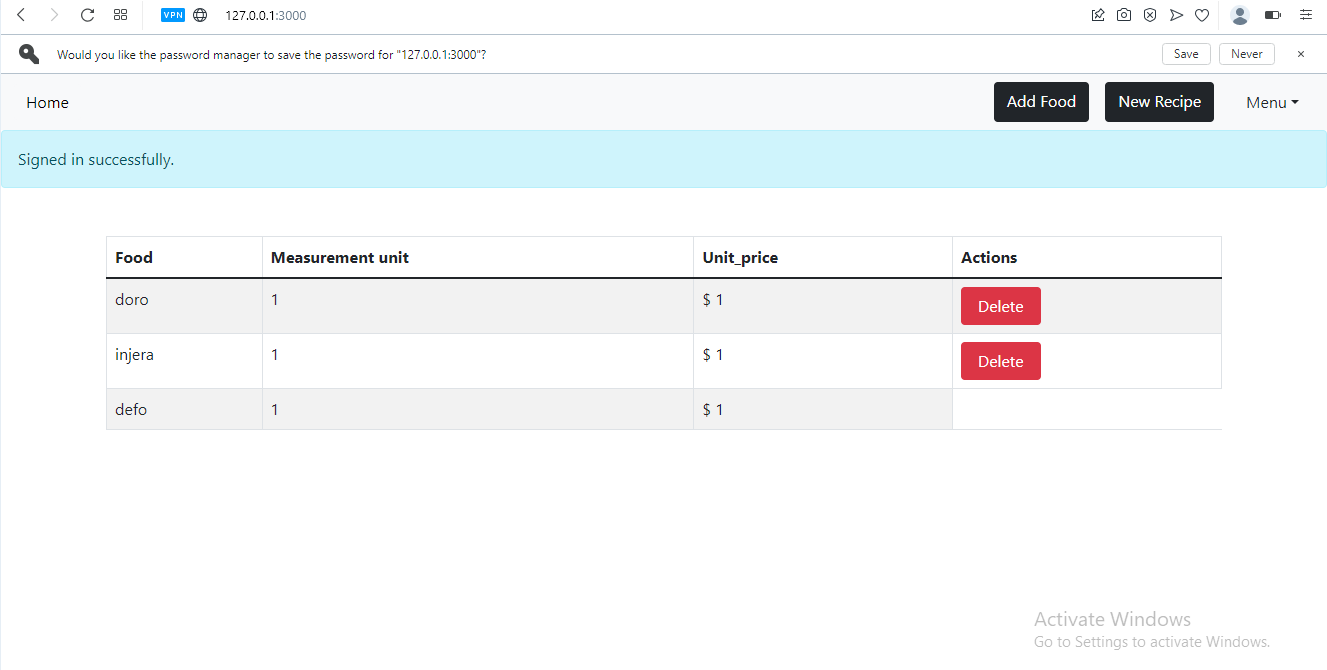 VPN 127.0.0.1:3000
Would you like the password manager to save the password for "127.0.0.1:3000"? Save Never ×
Home Add Food New Recipe Menu
Signed in successfully.
Food Measurement unit Unit_price Actions
doro 1 $ 1 Delete
injera 1 $ 1 Delete
defo 1 $ 1
Activate Windows
Go to Settings to activate Windows.